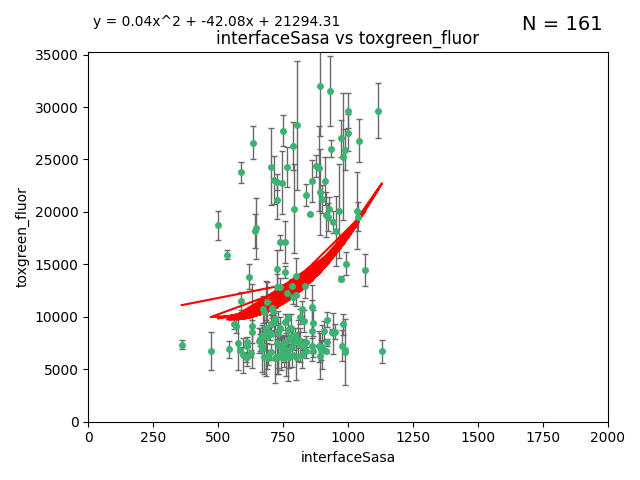 y = 0.04x^2 + -42.08x + 21294.31
N = 161
interfaceSasa vs toxgreen_fluor
35000
30000
25000
20000
15000
10000
5000
0
toxgreen_fluor
0 250 500 750 1000 1250 1500 1750 2000
interfaceSasa